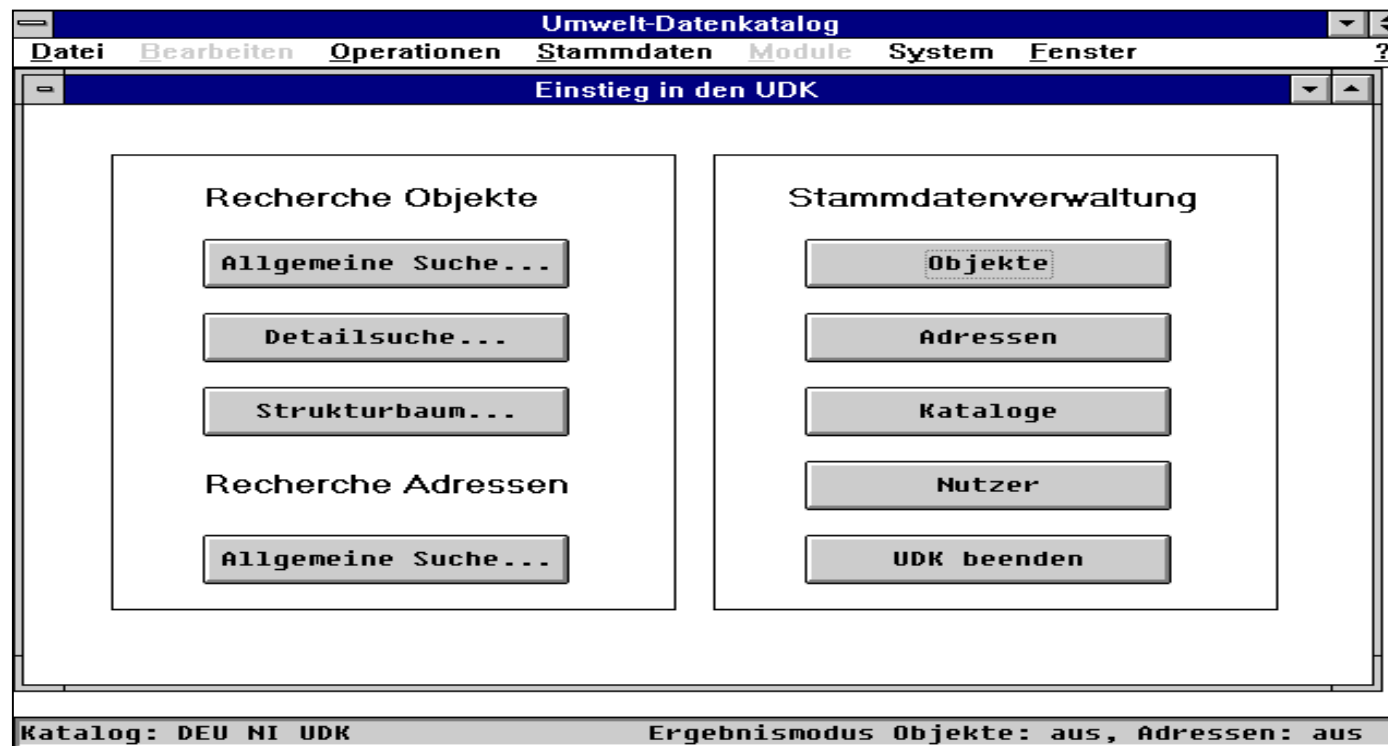 Umwelt-Datenkatalog
Datei Bearbeiten Operationen Stammdaten Module System Fenster ?
Einstieg in den UDK
Recherche Objekte
Allgemeine Suche...
Detailsuche...
Strukturbaum...
Recherche Adressen
Allgemeine Suche...
Stammdatenverwaltung
Objekte
Adressen
Kataloge
Nutzer
UDK beenden
Katalog: DEU NI UDK Ergebnismodus Objekte: aus, Adressen: aus